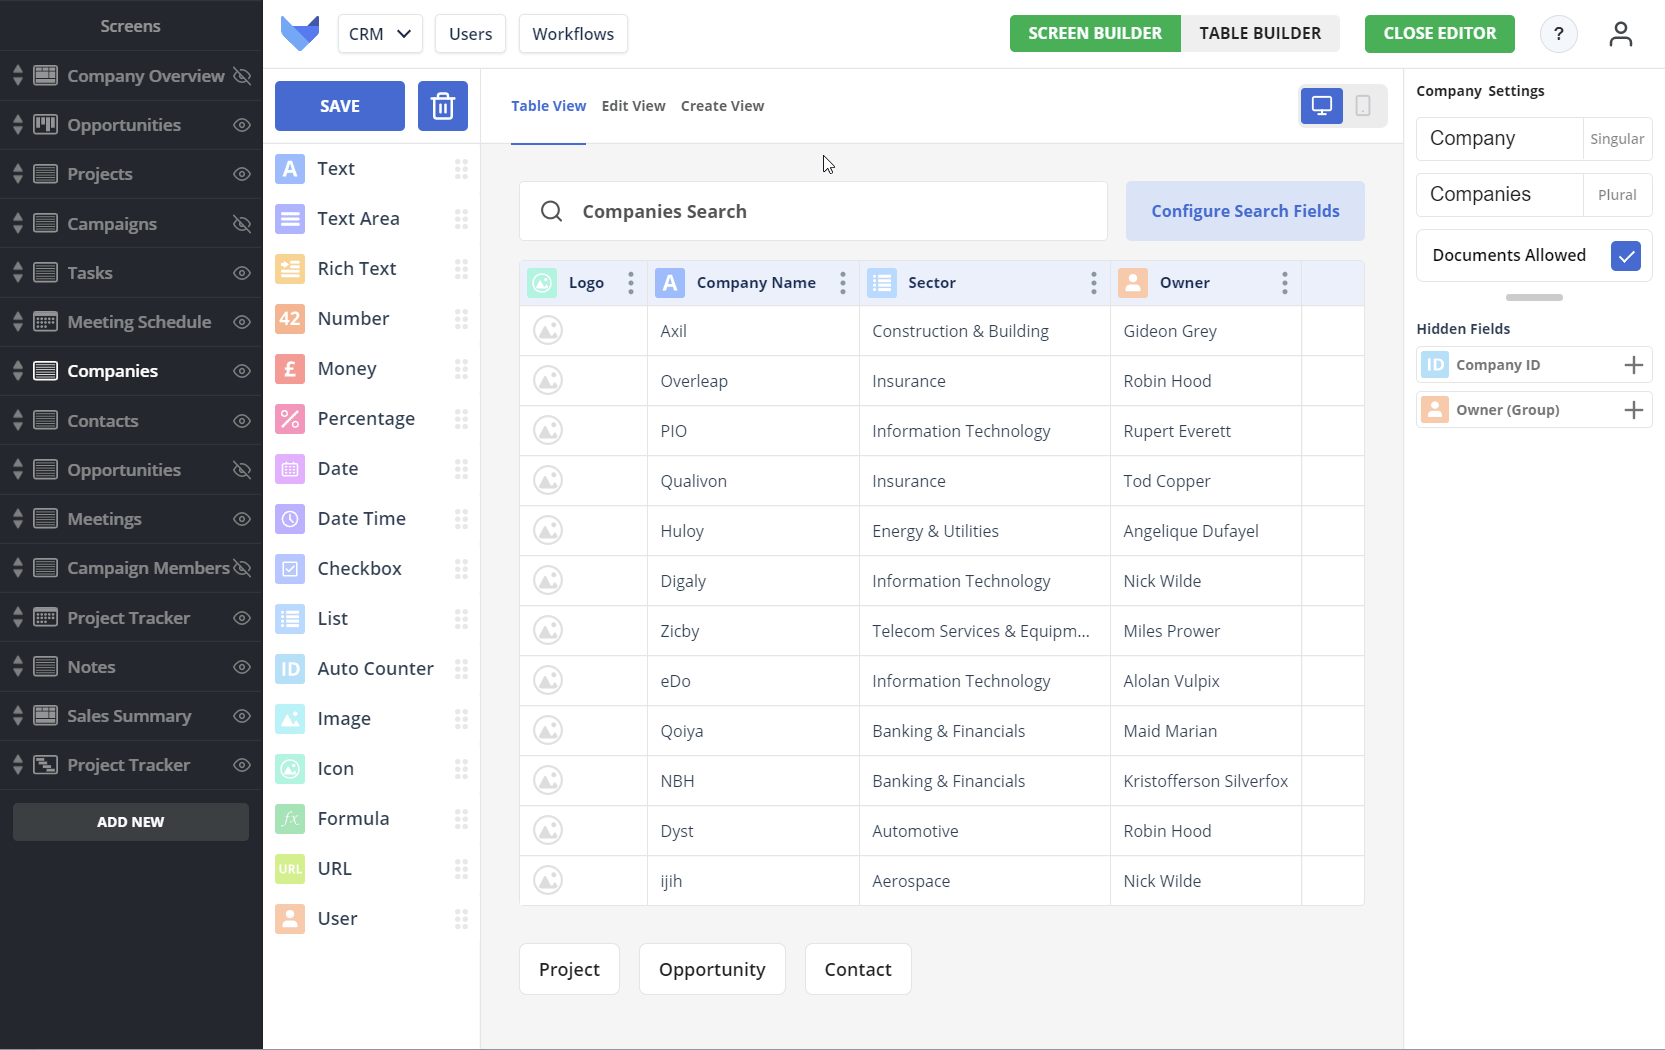 Screens
Company Overview
Opportunities
Projects
Campaigns
Tasks
Meeting Schedule
Companies
Contacts
Opportunities
Meetings
Campaign Members
Project Tracker
Notes
Sales Summary
Project Tracker
ADD NEW
CRM
Users
Workflows
SCREEN BUILDER
TABLE BUILDER
CLOSE EDITOR
?
SAVE
A Text
Text Area
Rich Text
42 Number
£ Money
% Percentage
Date
Date Time
Checkbox
List
ID Auto Counter
Image
Icon
fx Formula
URL URL
User
Table View Edit View Create View
Companies Search
Configure Search Fields
Logo A Company Name Sector Owner
Axil Construction & Building Gideon Grey
Overleap Insurance Robin Hood
PIO Information Technology Rupert Everett
Qualivon Insurance Tod Copper
Huloy Energy & Utilities Angelique Dufayel
Digaly Information Technology Nick Wilde
Zicby Telecom Services & Equipm... Miles Prower
eDo Information Technology Alolan Vulpix
Qoiya Banking & Financials Maid Marian
NBH Banking & Financials Kristofferson Silverfox
Dyst Automotive Robin Hood
ijih Aerospace Nick Wilde
Project
Opportunity
Contact
Company Settings
Company Singular
Companies Plural
Documents Allowed
Hidden Fields
ID Company ID
Owner (Group)